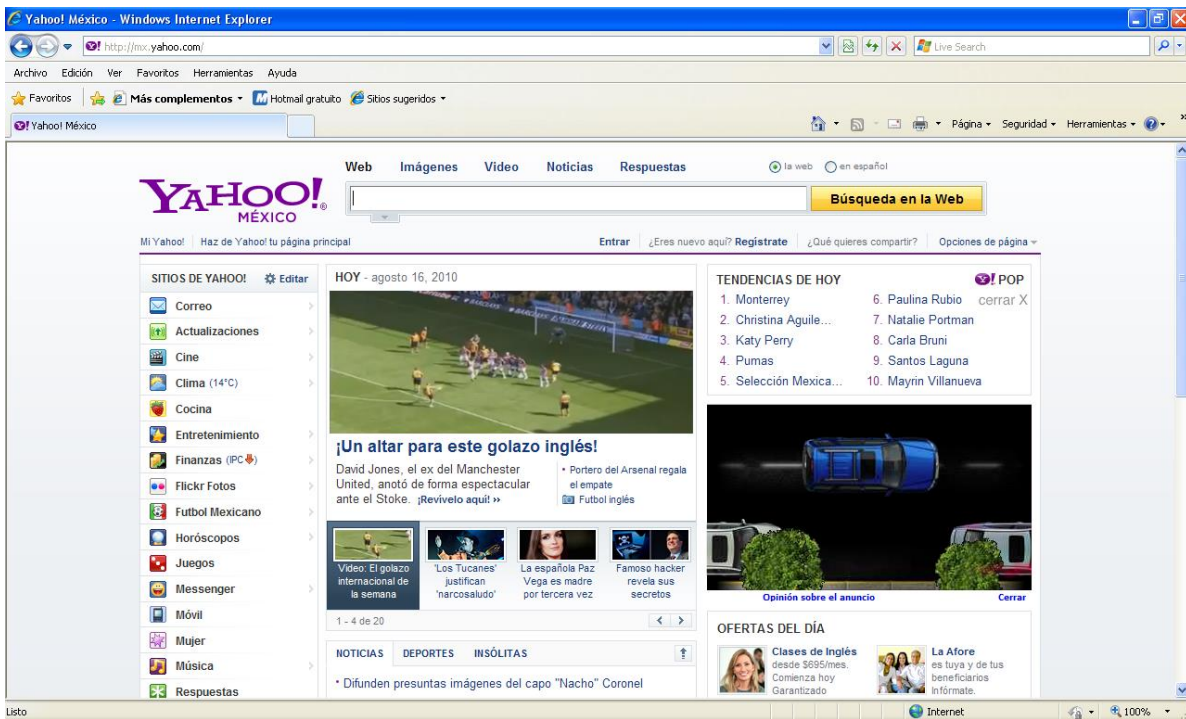 Yahoo! México - Windows Internet Explorer
http://mx.yahoo.com/
Live Search
Archivo Edición Ver Favoritos Herramientas Ayuda
Favoritos Más complementos Hotmail gratuito Sitios sugeridos
Yahoo! México
Página Seguridad Herramientas
Web Imágenes Video Noticias Respuestas la web en español
YAHOO!®
MÉXICO
Búsqueda en la Web
Mi Yahoo! Haz de Yahoo! tu página principal
Entrar ¿Eres nuevo aquí? Regístrate ¿Qué quieres compartir? Opciones de página
SITIOS DE YAHOO! Editar
Correo
Actualizaciones
Cine
Clima (14°C)
Cocina
Entretenimiento
Finanzas (IPC)
Flickr Fotos
Futbol Mexicano
Horóscopos
Juegos
Messenger
Móvil
Mujer
Música
Respuestas
HOY - agosto 16, 2010
¡Un altar para este golazo inglés!
David Jones, el ex del Manchester
United, anotó de forma espectacular
ante el Stoke. ¡Revívelo aquí! »
• Portero del Arsenal regala
el empate
Futbol inglés
Video: El golazo
internacional de
la semana
'Los Tucanes'
justifican
'narcosaludo'
La española Paz
Vega es madre
por tercera vez
Famoso hacker
revela sus
secretos
1 - 4 de 20
NOTICIAS DEPORTES INSÓLITAS
• Difunden presuntas imágenes del capo "Nacho" Coronel
TENDENCIAS DE HOY
Y! POP
cerrar X
1. Monterrey
2. Christina Aguile...
3. Katy Perry
4. Pumas
5. Selección Mexica...
6. Paulina Rubio
7. Natalie Portman
8. Carla Bruni
9. Santos Laguna
10. Mayrin Villanueva
Opinión sobre el anuncio Cerrar
OFERTAS DEL DÍA
Clases de Inglés
desde $695/mes.
Comienza hoy
Garantizado
La Afore
es tuya y de tus
beneficiarios
Infórmate.
Listo
Internet
100%